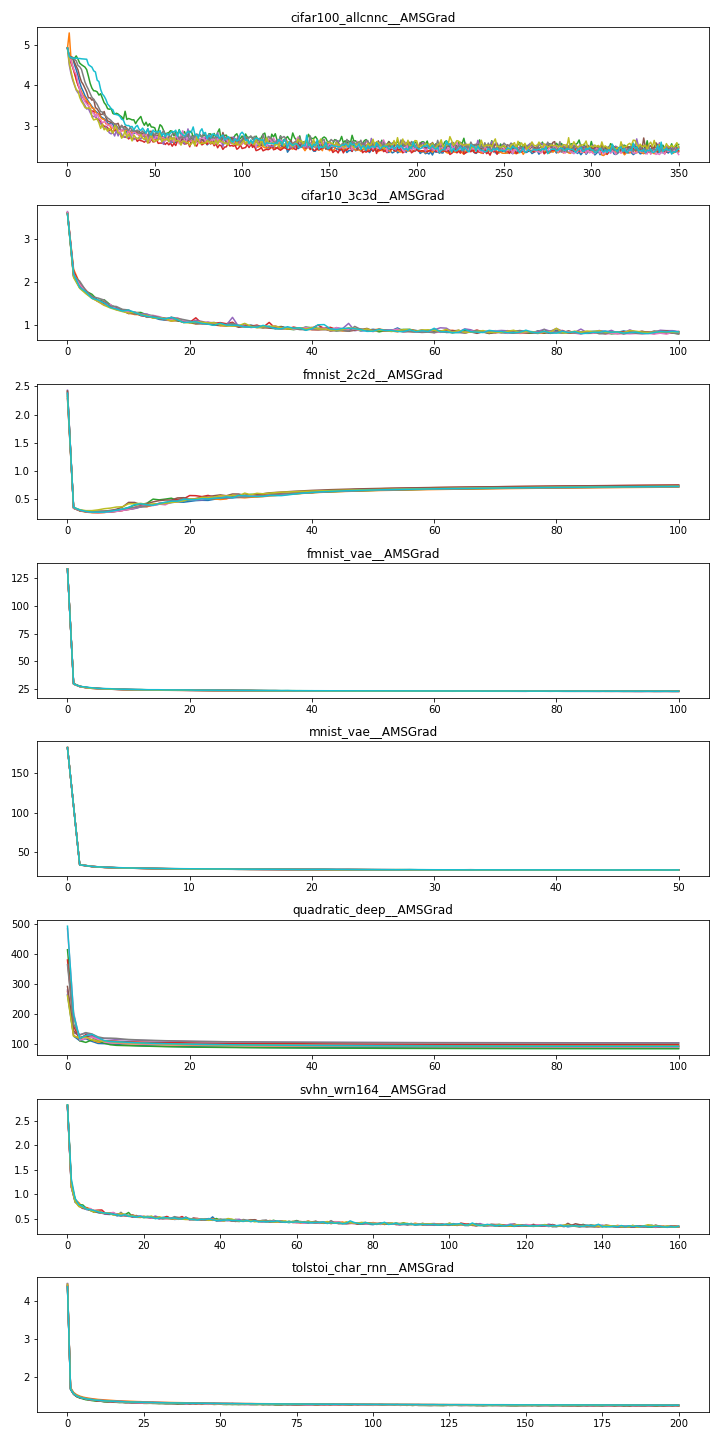 cifar100_allcnnc__AMSGrad
5
4
3
0 50 100 150 200 250 300 350
cifar10_3c3d__AMSGrad
3
2
1
0 20 40 60 80 100
fmnist_2c2d__AMSGrad
2.5
2.0
1.5
1.0
0.5
0 20 40 60 80 100
fmnist_vae__AMSGrad
125
100
75
50
25
0 20 40 60 80 100
mnist_vae__AMSGrad
150
100
50
0 10 20 30 40 50
quadratic_deep__AMSGrad
500
400
300
200
100
0 20 40 60 80 100
svhn_wrn164__AMSGrad
2.5
2.0
1.5
1.0
0.5
0 20 40 60 80 100 120 140 160
tolstoi_char_rnn__AMSGrad
4
3
2
0 25 50 75 100 125 150 175 200